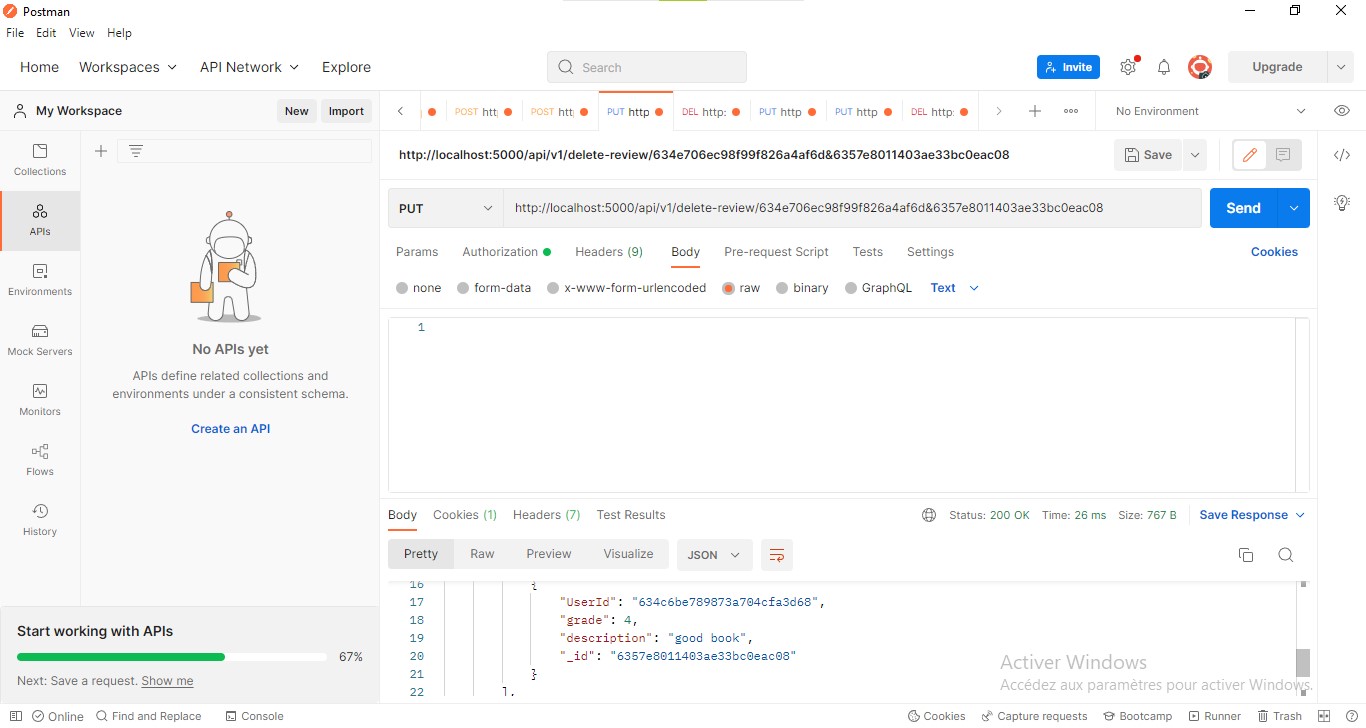 Postman
File Edit View Help
Home Workspaces API Network Explore Search Invite Upgrade
My Workspace New Import POST htt POST htt PUT http DEL http: PUT http PUT http DEL http: No Environment
http://localhost:5000/api/v1/delete-review/634e706ec98f99f826a4af6d&6357e8011403ae33bc0eac08 Save
PUT http://localhost:5000/api/v1/delete-review/634e706ec98f99f826a4af6d&6357e8011403ae33bc0eac08 Send
Params Authorization Headers (9) Body Pre-request Script Tests Settings Cookies
none form-data x-www-form-urlencoded raw binary GraphQL Text
1
Collections
APIs
Environments
Mock Servers
Monitors
Flows
History
No APIs yet
APIs define related collections and
environments under a consistent schema.
Create an API
Body Cookies (1) Headers (7) Test Results Status: 200 OK Time: 26 ms Size: 767 B Save Response
Pretty Raw Preview Visualize JSON
16 {
17 "UserId": "634c6be789873a704cfa3d68",
18 "grade": 4,
19 "description": "good book",
20 "_id": "6357e8011403ae33bc0eac08"
21 }
22 ],
Start working with APIs
67%
Next: Save a request. Show me
Activer Windows
Accédez aux paramètres pour activer Windows.
Online Find and Replace Console Cookies Capture requests Bootcamp Runner Trash